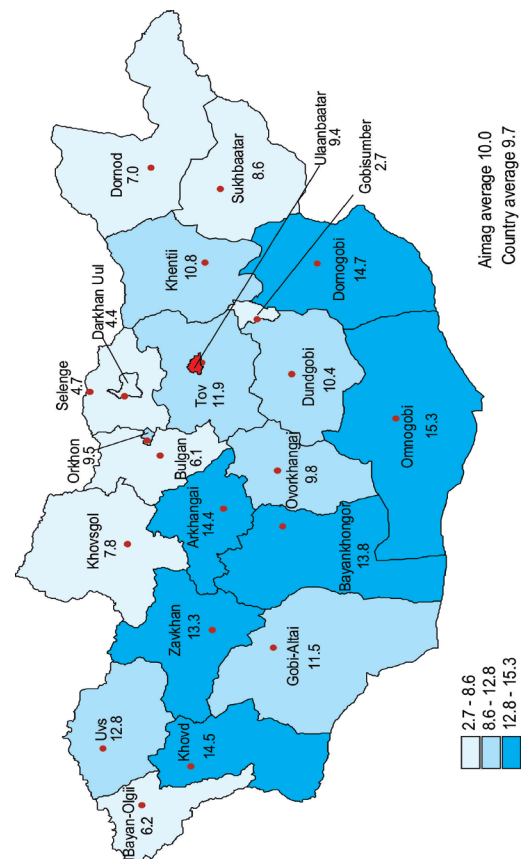 Bayan-Olgii
6.2
Uvs
12.8
Khovd
14.5
Zavkhan
13.3
Gobi-Altai
11.5
Khovsgol
7.8
Arkhangai
14.4
Bayankhongor
13.8
Orkhon
9.5
Bulgan
6.1
Ovorkhangai
9.8
Selenge
4.7
Darkhan Uul
4.4
Tov
11.9
Dundgobi
10.4
Omnogobi
15.3
Khentii
10.8
Dornogobi
14.7
Dornod
7.0
Sukhbaatar
8.6
Ulaanbaatar
9.4
Gobisumber
2.7
2.7 - 8.6
8.6 - 12.8
12.8 - 15.3
Aimag average 10.0
Country average 9.7